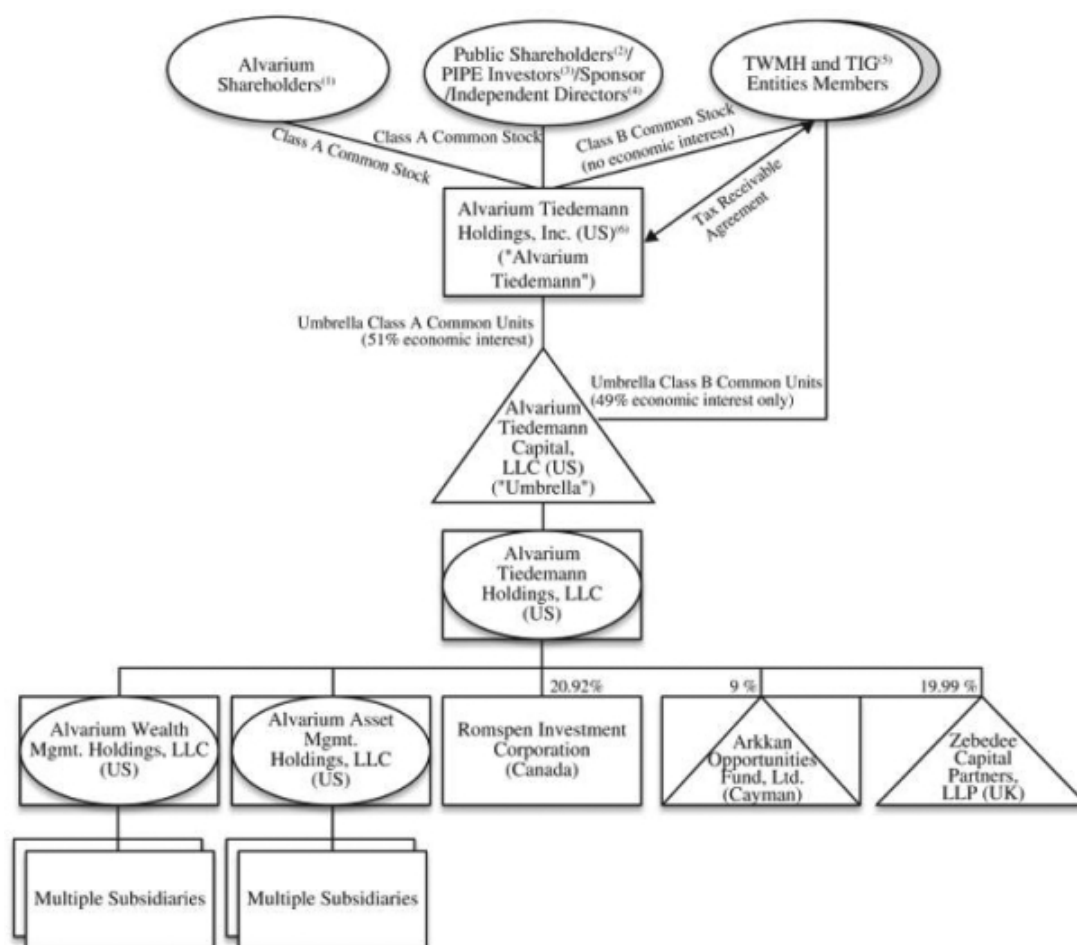 Alvarium
Shareholders(1)
Public Shareholders(2)/
PIPE Investors(3)/Sponsor
/Independent Directors(4)
TWMH and TIG(5)
Entities Members
Class A Common Stock
Class A Common Stock
Class B Common Stock
(no economic interest)
Tax Receivable
Agreement
Alvarium Tiedemann
Holdings, Inc. (US)(6)
("Alvarium
Tiedemann")
Umbrella Class A Common Units
(51% economic interest)
Umbrella Class B Common Units
(49% economic interest only)
Alvarium
Tiedemann
Capital,
LLC (US)
("Umbrella")
Alvarium
Tiedemann
Holdings, LLC
(US)
20.92%
9 %
19.99 %
Alvarium Wealth
Mgmt. Holdings, LLC
(US)
Alvarium Asset
Mgmt.
Holdings, LLC
(US)
Romspen Investment
Corporation
(Canada)
Arkkan
Opportunities
Fund, Ltd.
(Cayman)
Zebedee
Capital
Partners,
LLP (UK)
Multiple Subsidiaries
Multiple Subsidiaries